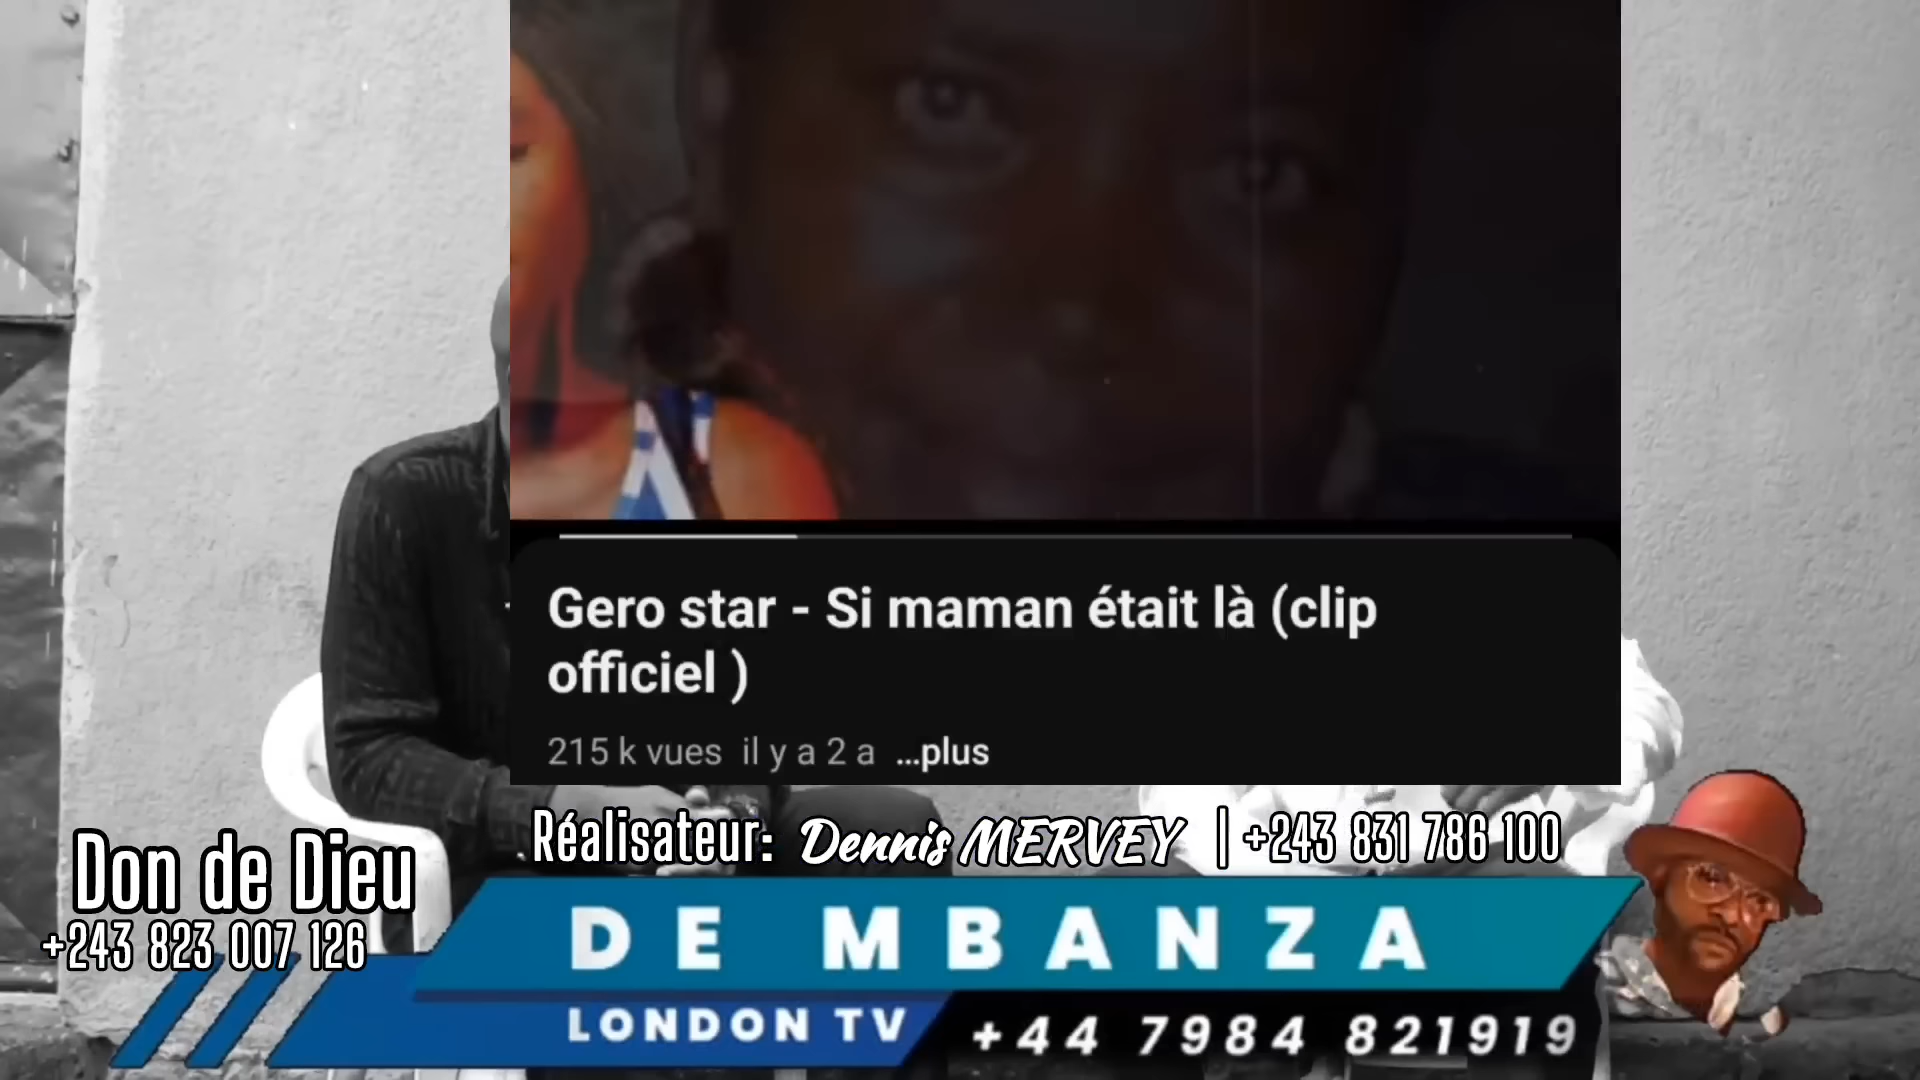 Gero star - Si maman était là (clip
officiel )
215 k vues il y a 2 a ...plus
Réalisateur: Dennis MERVEY | +243 831 786 100
Don de Dieu
+243 823 007 126
DE MBANZA
LONDON TV
+44 7984 821919